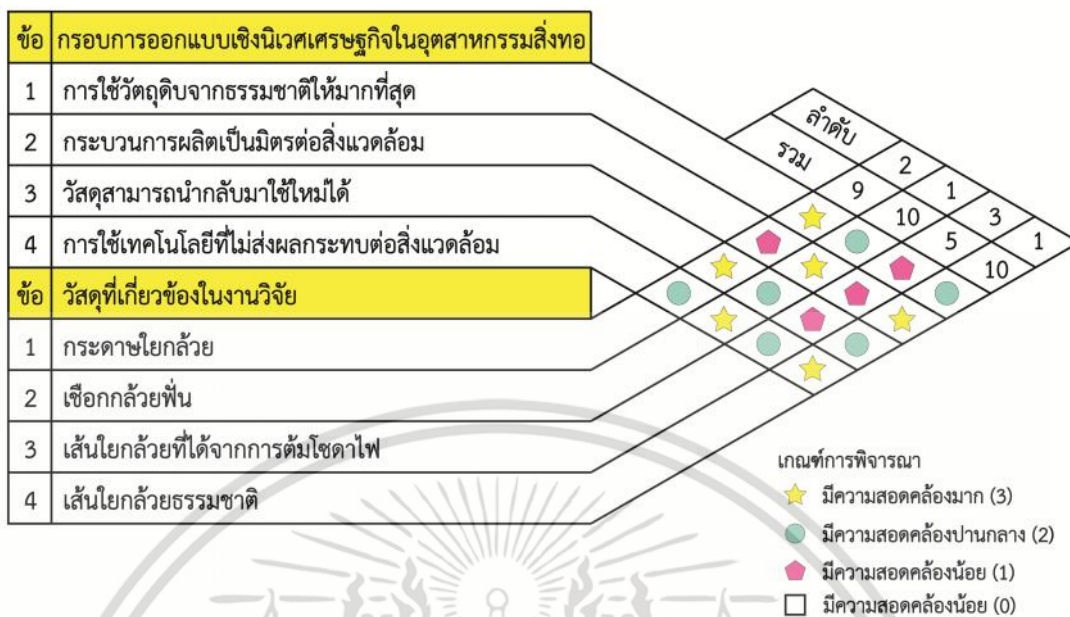 ข้อ กรอบการออกแบบเชิงนิเวศเศรษฐกิจในอุตสาหกรรมสิ่งทอ
1 การใช้วัตถุดิบจากธรรมชาติให้มากที่สุด
2 กระบวนการผลิตเป็นมิตรต่อสิ่งแวดล้อม
3 วัสดุสามารถนำกลับมาใช้ใหม่ได้
4 การใช้เทคโนโลยีที่ไม่ส่งผลกระทบต่อสิ่งแวดล้อม
ข้อ วัสดุที่เกี่ยวข้องในงานวิจัย
1 กระดาษใยกล้วย
2 เชือกกล้วยฟั่น
3 เส้นใยกล้วยที่ได้จากการต้มโซดาไฟ
4 เส้นใยกล้วยธรรมชาติ
ลำดับ 2 1 3 1
รวม 9 10 5 10
เกณฑ์การพิจารณา
มีความสอดคล้องมาก (3)
มีความสอดคล้องปานกลาง (2)
มีความสอดคล้องน้อย (1)
มีความสอดคล้องน้อย (0)